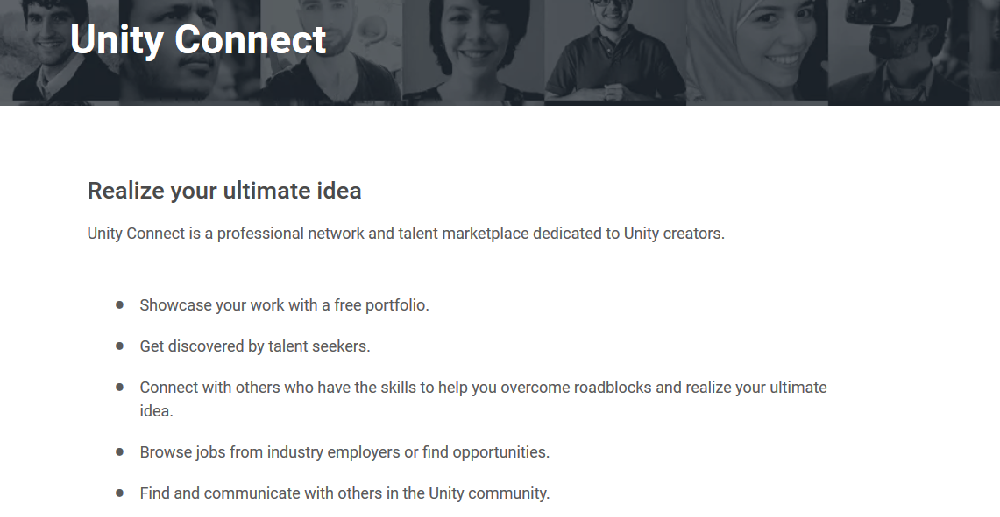 Unity Connect
Realize your ultimate idea
Unity Connect is a professional network and talent marketplace dedicated to Unity creators.
• Showcase your work with a free portfolio.
• Get discovered by talent seekers.
• Connect with others who have the skills to help you overcome roadblocks and realize your ultimate
idea.
• Browse jobs from industry employers or find opportunities.
• Find and communicate with others in the Unity community.